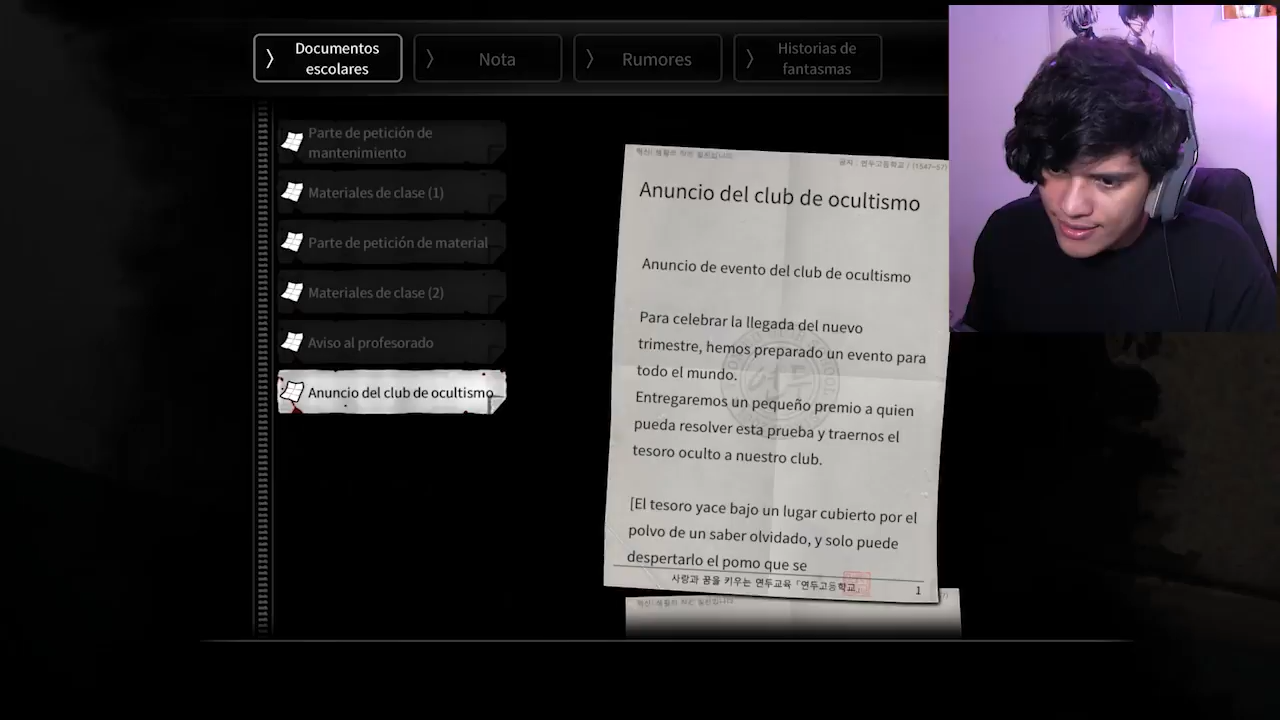 Documentos
escolares
Nota
Rumores
Historias de
fantasmas
Parte de petición de
mantenimiento
Materiales de clase (1)
Parte de petición de material
Materiales de clase (2)
Aviso al profesorado
Anuncio del club de ocultismo
Anuncio del club de ocultismo
Anuncio de evento del club de ocultismo
Para celebrar la llegada del nuevo
trimestre, hemos preparado un evento para
todo el mundo.
Entregaremos un pequeño premio a quien
pueda resolver esta prueba y traernos el
tesoro oculto a nuestro club.
[El tesoro yace bajo un lugar cubierto por el
polvo de un saber olvidado, y solo puede
despertarlo el pomo que se
사랑과 꿈을 키우는 연두교육 「연두고등학교」
1